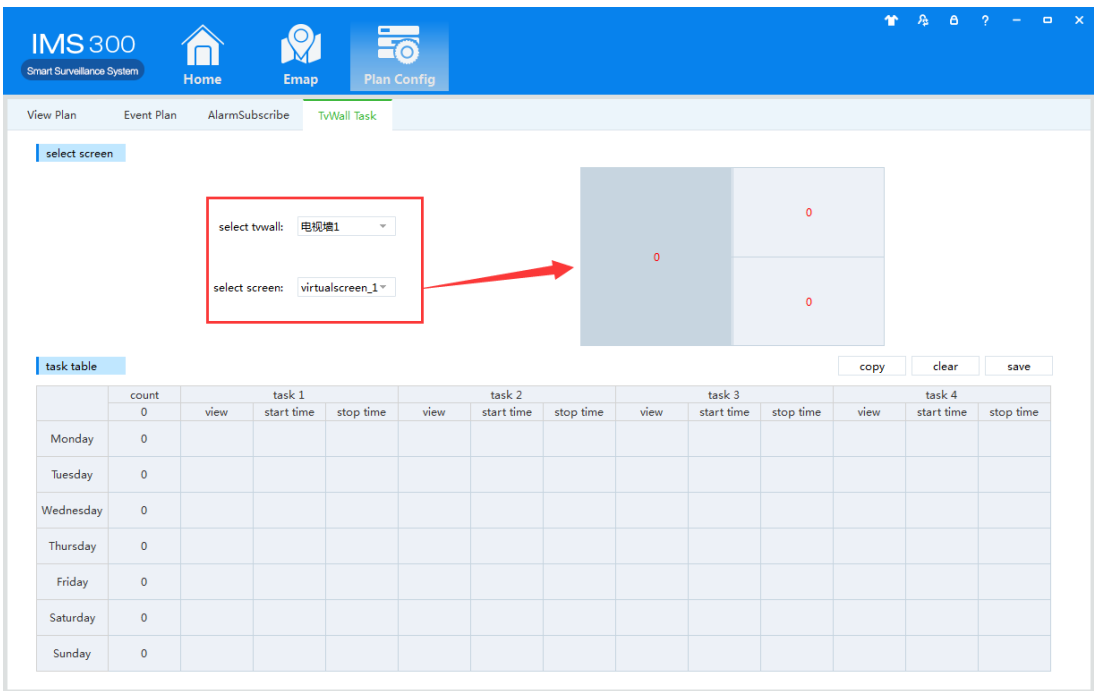 IMS 300
Smart Surveillance System
Home
Emap
Plan Config
?
View Plan Event Plan AlarmSubscribe TvWall Task
select screen
select tvwall: 电视墙1
select screen: virtualscreen_1
0
0
0
task table
copy clear save
count task 1 task 2 task 3 task 4
0 view start time stop time view start time stop time view start time stop time view start time stop time
Monday 0
Tuesday 0
Wednesday 0
Thursday 0
Friday 0
Saturday 0
Sunday 0